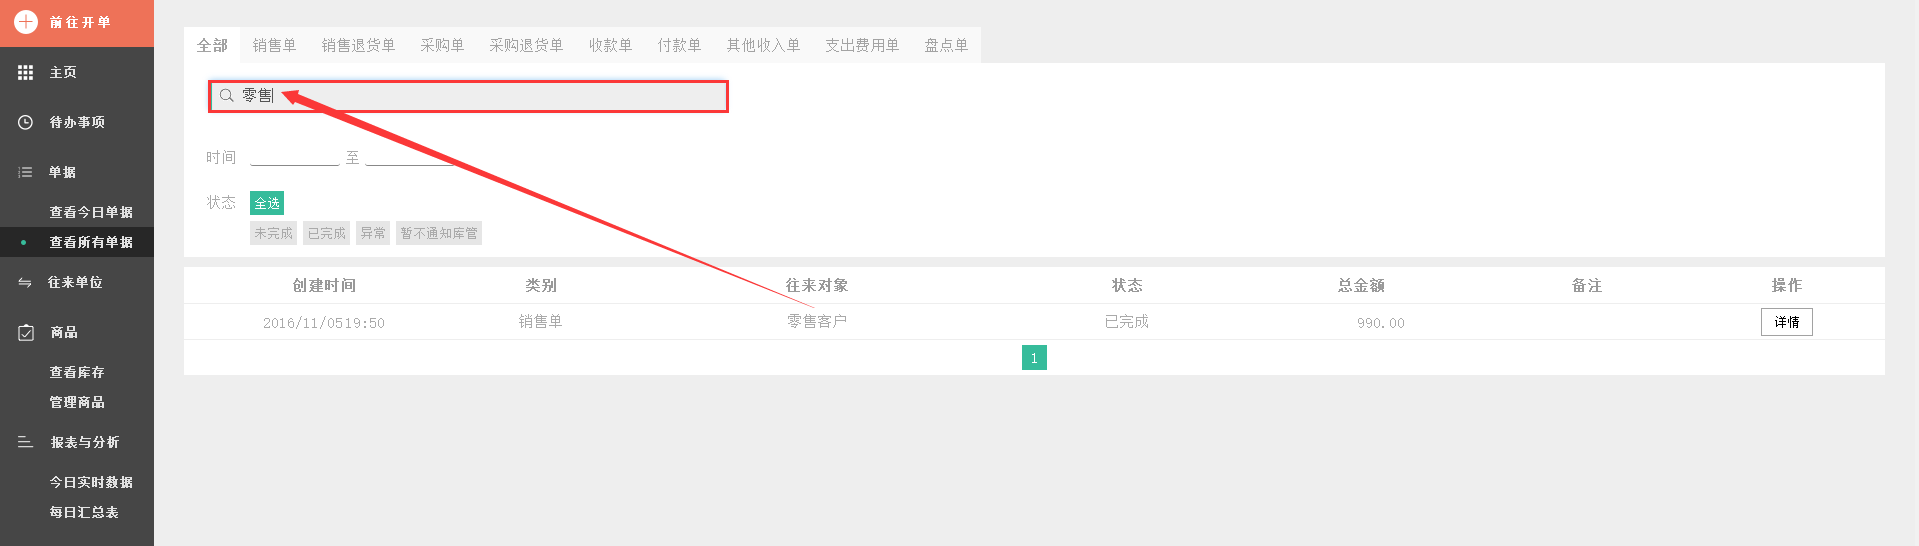 前往开单
主页
待办事项
单据
查看今日单据
查看所有单据
往来单位
商品
查看库存
管理商品
报表与分析
今日实时数据
每日汇总表
全部 销售单 销售退货单 采购单 采购退货单 收款单 付款单 其他收入单 支出费用单 盘点单
零售
时间 至
状态 全选
未完成 已完成 异常 暂不通知库管
创建时间 类别 往来对象 状态 总金额 备注 操作
2016/11/0519:50 销售单 零售客户 已完成 990.00 详情
1